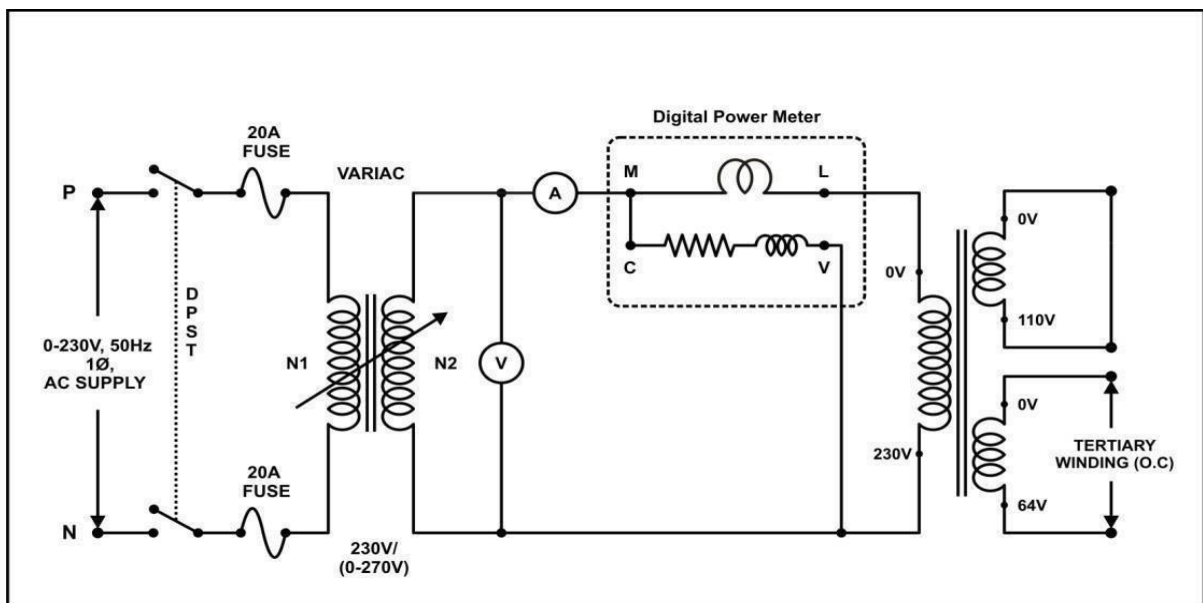 Digital Power Meter
20A
FUSE
VARIAC
M
L
P
A
0V
C
V
0V
D
P
S
T
110V
0-230V, 50Hz
1Ø,
AC SUPPLY
N1
N2
V
0V
230V
TERTIARY
WINDING (O.C)
20A
FUSE
64V
N
230V/
(0-270V)